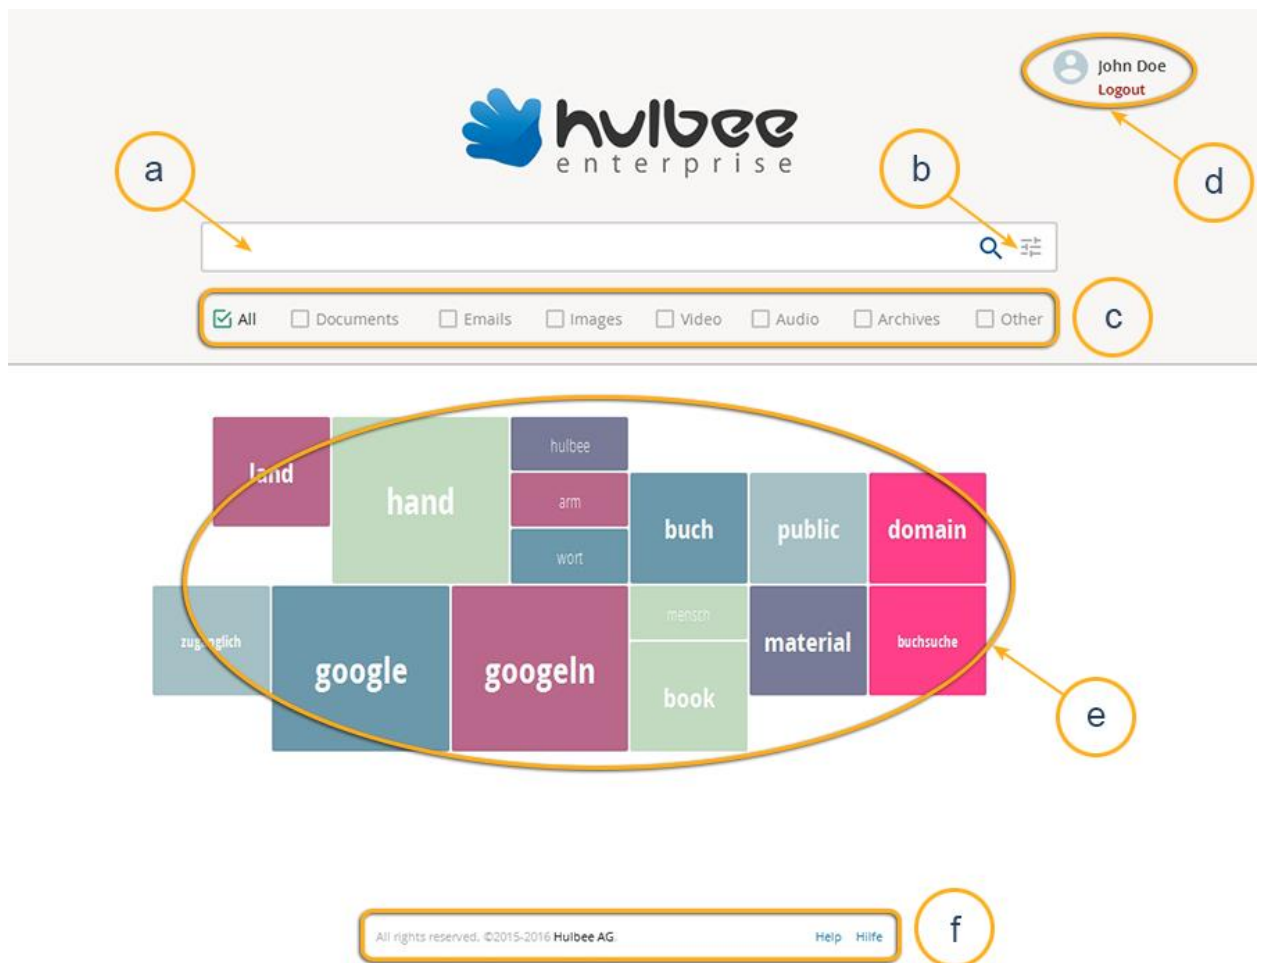 John Doe
Logout
hulbee
enterprise
a
b
d
All Documents Emails Images Video Audio Archives Other
c
land
hand
hulbee
arm
wort
buch
public
domain
zugänglich
google
googeln
mensch
book
material
buchsuche
e
All rights reserved, ©2015-2016 Hulbee AG. Help Hilfe
f